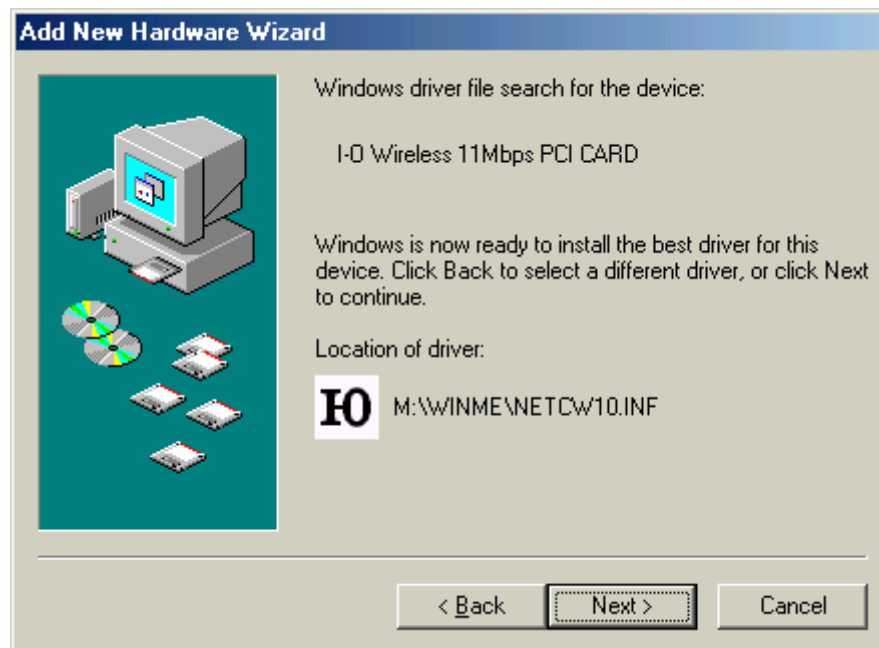 Add New Hardware Wizard
Windows driver file search for the device:
I-O Wireless 11Mbps PCI CARD
Windows is now ready to install the best driver for this
device. Click Back to select a different driver, or click Next
to continue.
Location of driver:
I-O M:\WINME\NETCW10.INF
< Back Next > Cancel